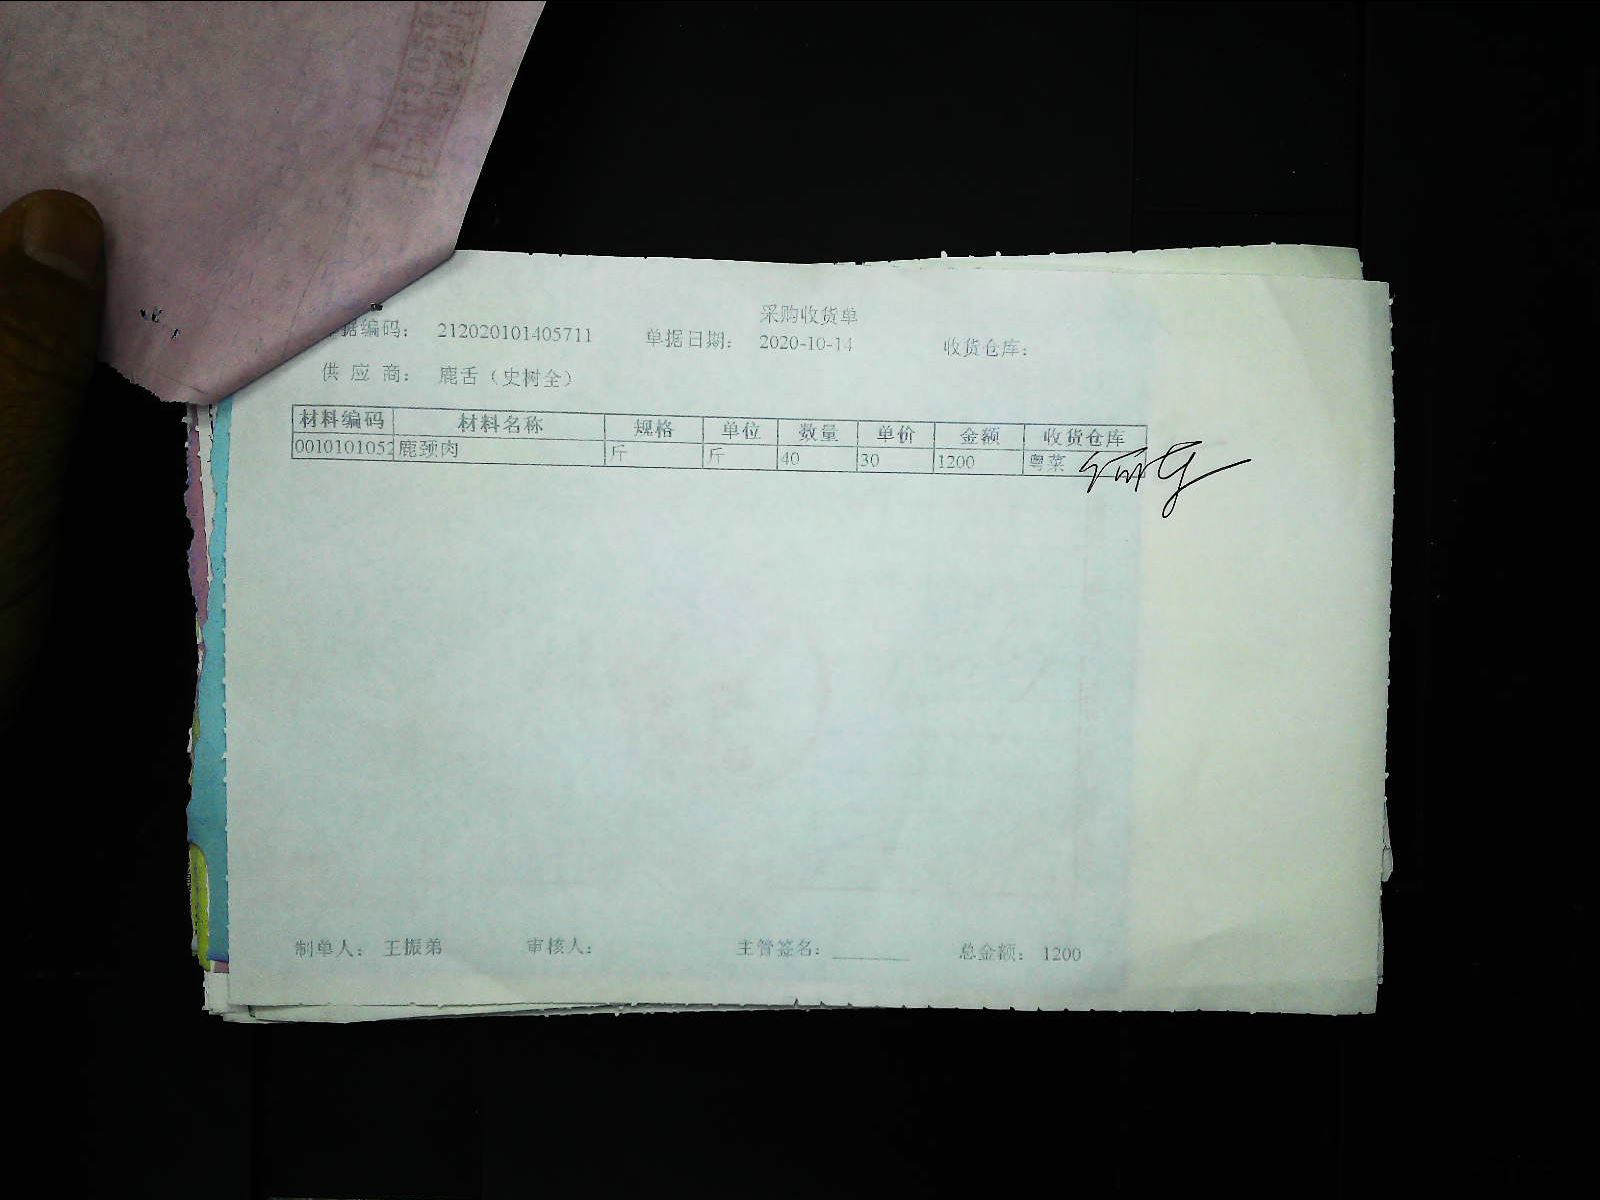 采购收货单
据编码： 212020101405711 单据日期： 2020-10-14 收货仓库：
供应商： 鹿舌（史树全）
材料编码 材料名称 规格 单位 数量 单价 金额 收货仓库
0010101052 鹿颈肉 斤 斤 40 30 1200 粤菜
制单人： 王振弟 审核人： 主管签名： 总金额： 1200